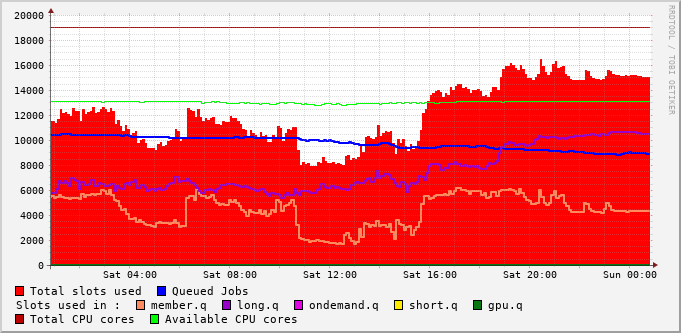 20000
18000
16000
14000
12000
10000
8000
6000
4000
2000
0
Sat 04:00 Sat 08:00 Sat 12:00 Sat 16:00 Sat 20:00 Sun 00:00
Total slots used Queued Jobs
Slots used in : member.q long.q ondemand.q short.q gpu.q
Total CPU cores Available CPU cores
RRDTOOL / TOBI OETIKER